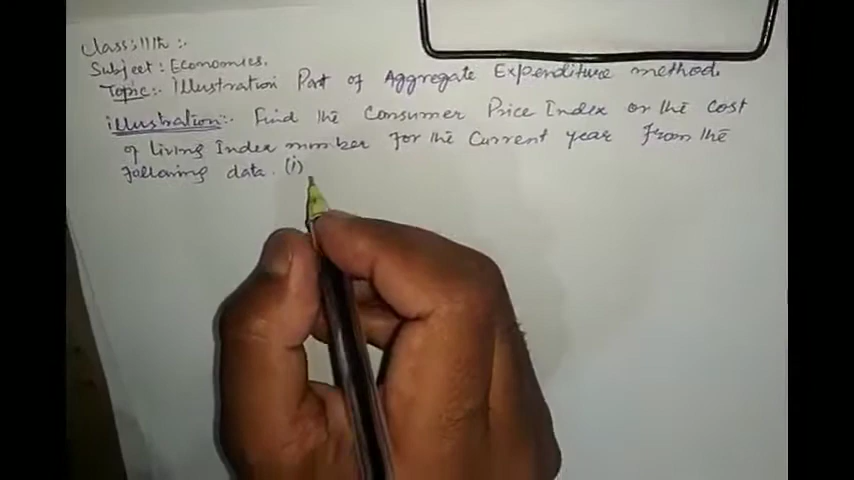 Class: 11th :-
Subject: Economics.
Topic:- Illustration Part of Aggregate Expenditure method.
illustration:- Find the Consumer Price Index or the Cost
of living Index number for the Current year From the
following data. (i)